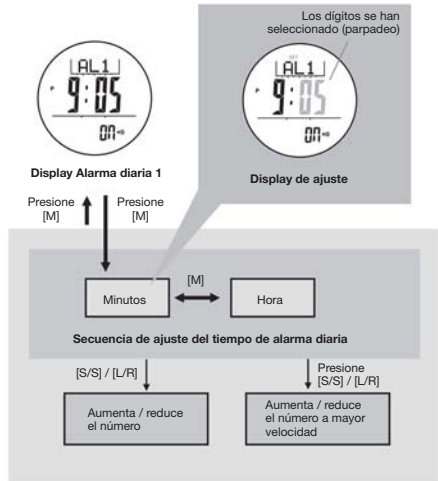 Los dígitos se han
seleccionado (parpadeo)
AL1
P 9:05
ON
SET
AL1
P 9:05
ON
Display Alarma diaria 1
Display de ajuste
Presione
[M]
Presione
[M]
Minutos
[M]
Hora
Secuencia de ajuste del tiempo de alarma diaria
[S/S] / [L/R]
Presione
[S/S] / [L/R]
Aumenta / reduce
el número
Aumenta / reduce
el número a mayor
velocidad